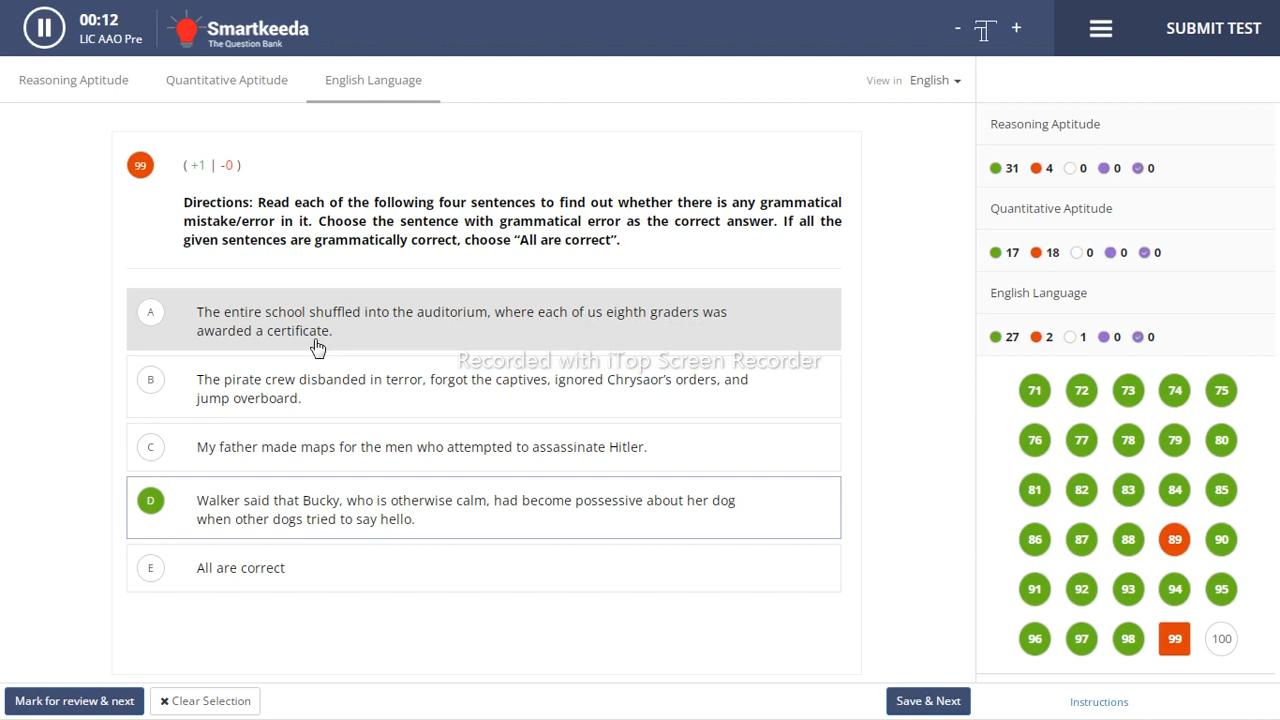 00:12
LIC AAO Pre
Smartkeeda
The Question Bank
- T +
SUBMIT TEST
Reasoning Aptitude
Quantitative Aptitude
English Language
View in English
99
( +1 | -0 )
Directions: Read each of the following four sentences to find out whether there is any grammatical
mistake/error in it. Choose the sentence with grammatical error as the correct answer. If all the
given sentences are grammatically correct, choose “All are correct”.
A
The entire school shuffled into the auditorium, where each of us eighth graders was
awarded a certificate.
Recorded with iTop Screen Recorder
B
The pirate crew disbanded in terror, forgot the captives, ignored Chrysaor’s orders, and
jump overboard.
C
My father made maps for the men who attempted to assassinate Hitler.
D
Walker said that Bucky, who is otherwise calm, had become possessive about her dog
when other dogs tried to say hello.
E
All are correct
Mark for review & next
Clear Selection
Save & Next
Reasoning Aptitude
31 4 0 0 0
Quantitative Aptitude
17 18 0 0 0
English Language
27 2 1 0 0
71 72 73 74 75
76 77 78 79 80
81 82 83 84 85
86 87 88 89 90
91 92 93 94 95
96 97 98 99 100
Instructions